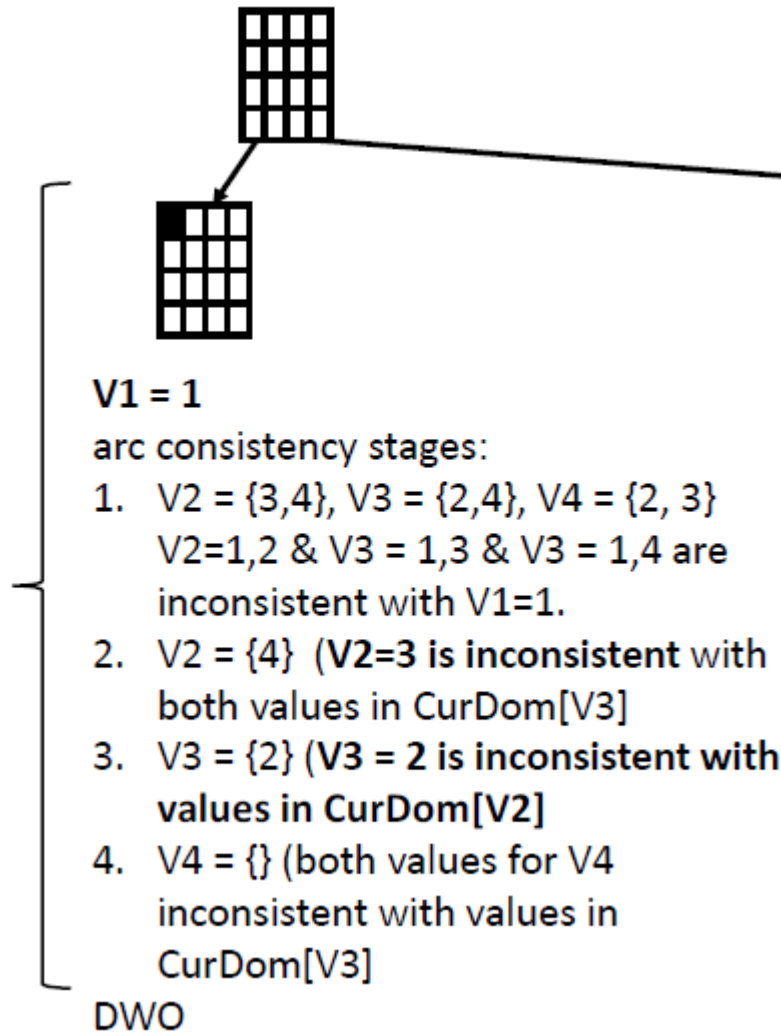 V1 = 1
arc consistency stages:
1. V2 = {3,4}, V3 = {2,4}, V4 = {2, 3}
V2=1,2 & V3 = 1,3 & V3 = 1,4 are
inconsistent with V1=1.
2. V2 = {4} (V2=3 is inconsistent with
both values in CurDom[V3]
3. V3 = {2} (V3 = 2 is inconsistent with
values in CurDom[V2]
4. V4 = {} (both values for V4
inconsistent with values in
CurDom[V3]
DWO